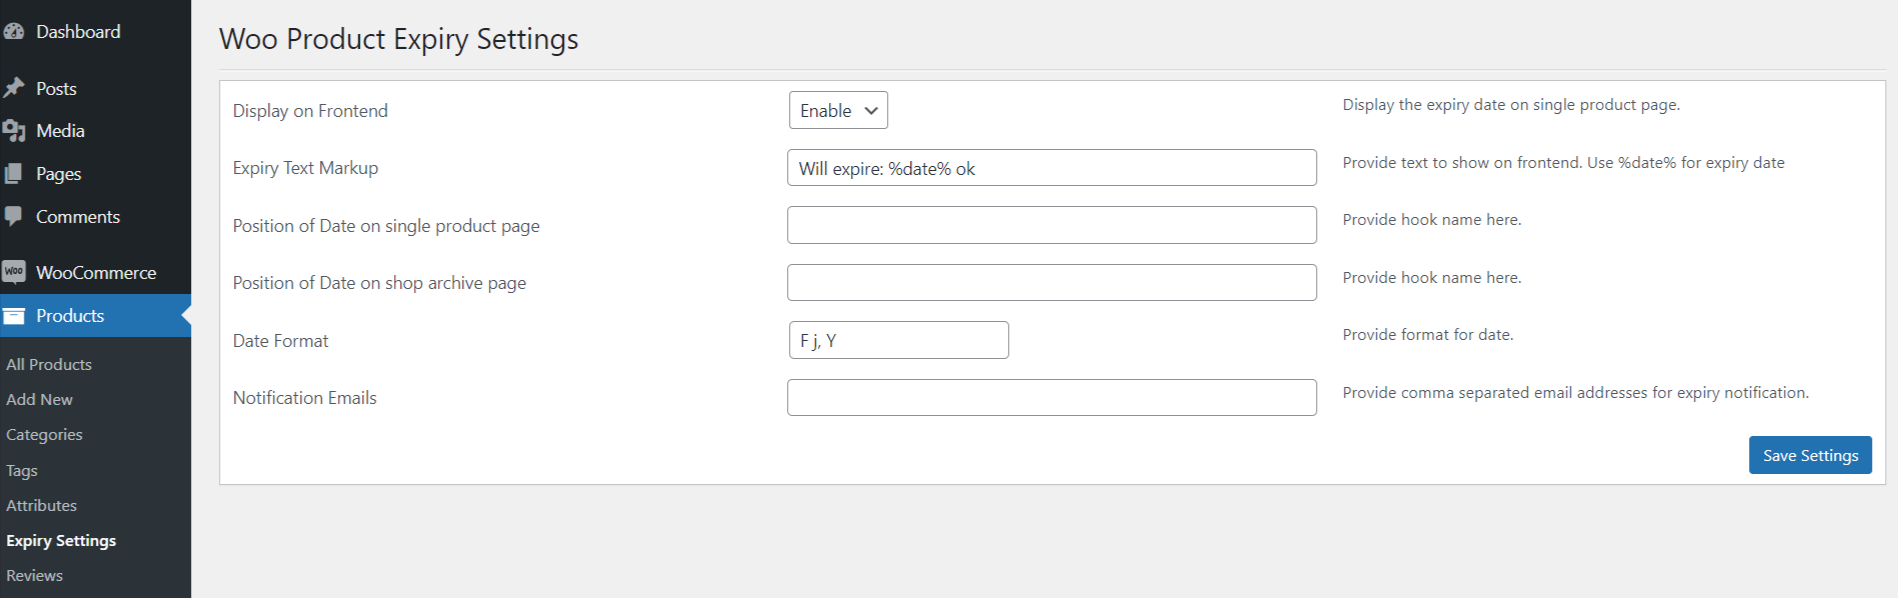 Dashboard
Posts
Media
Pages
Comments
Woo WooCommerce
Products
All Products
Add New
Categories
Tags
Attributes
Expiry Settings
Reviews
Woo Product Expiry Settings
Display on Frontend
Enable
Display the expiry date on single product page.
Expiry Text Markup
Will expire: %date% ok
Provide text to show on frontend. Use %date% for expiry date
Position of Date on single product page
Provide hook name here.
Position of Date on shop archive page
Provide hook name here.
Date Format
F j, Y
Provide format for date.
Notification Emails
Provide comma separated email addresses for expiry notification.
Save Settings